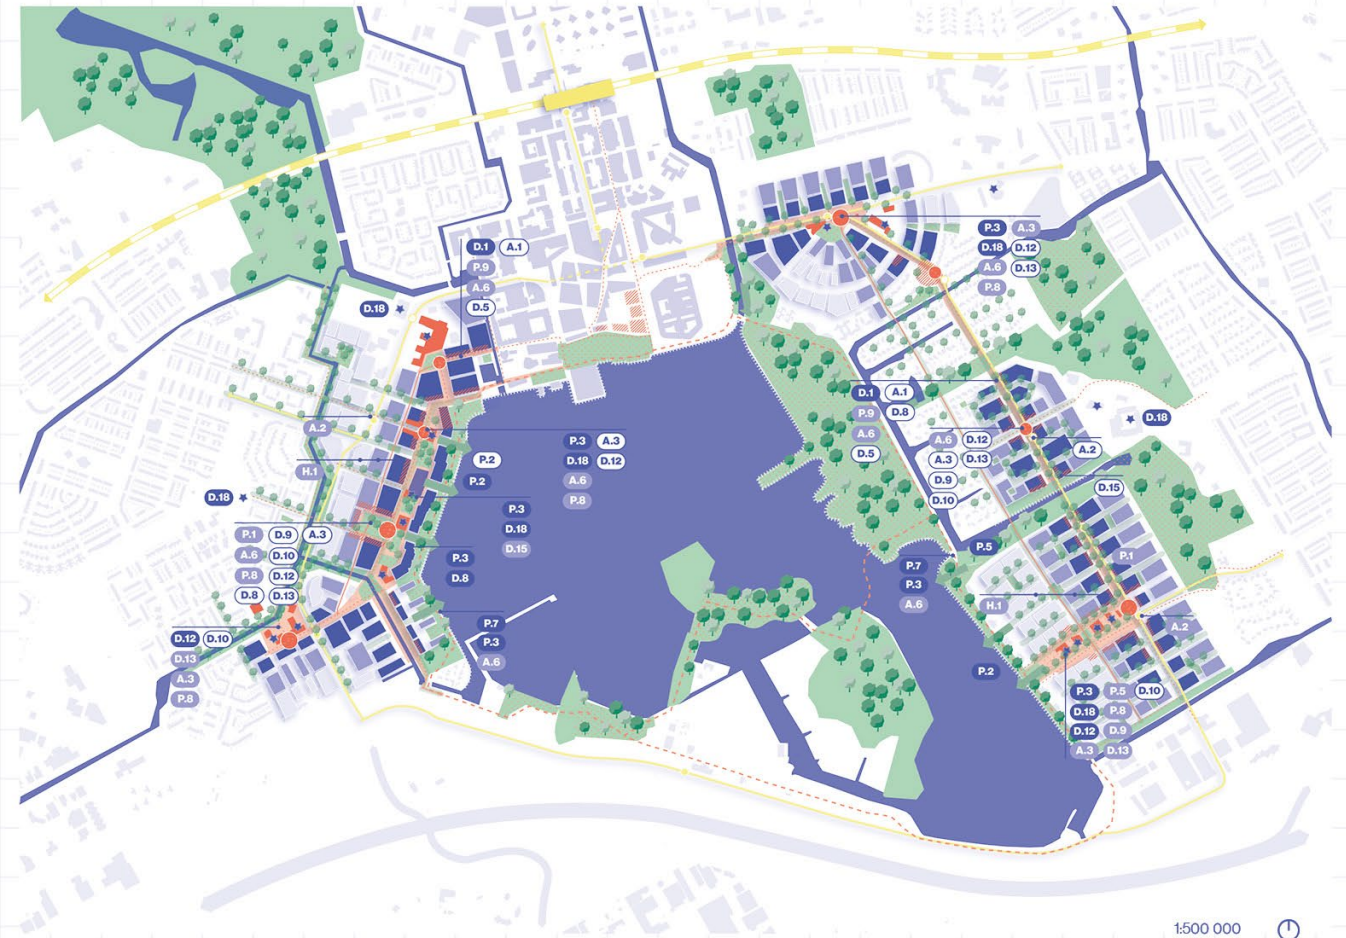 D.1 A.1
P.9
A.6
D.5
D.18
P.3 A.3
D.18 D.12
A.6 D.13
P.8
A.2
H.1
P.2
P.2
P.3 A.3
D.18 D.12
A.6
P.8
D.1 A.1
P.9 D.8
A.6
D.5
D.18
A.6 D.12
A.3 D.13
D.9
D.10
A.2
D.15
D.18
P.3
D.18
D.15
P.1 D.9 A.3
A.6 D.10
P.8 D.12
D.8 D.13
P.3
D.8
P.5
P.1
P.7
P.3
A.6
H.1
A.2
P.7
P.3
A.6
D.12 D.10
D.13
A.3
P.8
P.2
P.3 P.5 D.10
D.18 P.8
D.12 D.9
A.3 D.13
1:500 000